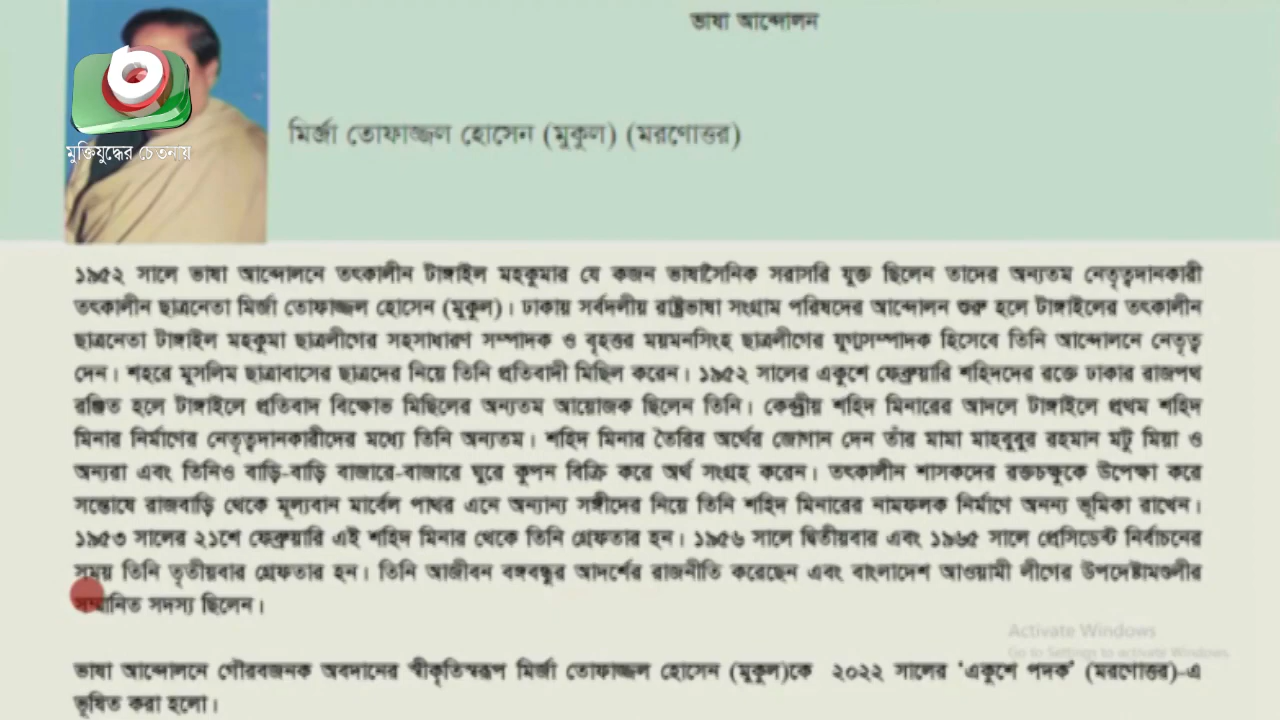 ভাষা আন্দোলন
মুক্তিযুদ্ধের চেতনায়
মির্জা তোফাজ্জল হোসেন (মুকুল) (মরণোত্তর)
১৯৫২ সালে ভাষা আন্দোলনে তৎকালীন টাঙ্গাইল মহকুমার যে কজন ভাষাসৈনিক সরাসরি যুক্ত ছিলেন তাদের অন্যতম নেতৃত্বদানকারী
তৎকালীন ছাত্রনেতা মির্জা তোফাজ্জল হোসেন (মুকুল)। ঢাকায় সর্বদলীয় রাষ্ট্রভাষা সংগ্রাম পরিষদের আন্দোলন শুরু হলে টাঙ্গাইলের তৎকালীন
ছাত্রনেতা টাঙ্গাইল মহকুমা ছাত্রলীগের সহসাধারণ সম্পাদক ও বৃহত্তর ময়মনসিংহ ছাত্রলীগের যুগ্মসম্পাদক হিসেবে তিনি আন্দোলনে নেতৃত্ব
দেন। শহরে মুসলিম ছাত্রাবাসের ছাত্রদের নিয়ে তিনি প্রতিবাদী মিছিল করেন। ১৯৫২ সালের একুশে ফেব্রুয়ারি শহিদদের রক্তে ঢাকার রাজপথ
রঞ্জিত হলে টাঙ্গাইলে প্রতিবাদ বিক্ষোভ মিছিলের অন্যতম আয়োজক ছিলেন তিনি। কেন্দ্রীয় শহিদ মিনারের আদলে টাঙ্গাইলে প্রথম শহিদ
মিনার নির্মাণের নেতৃত্বদানকারীদের মধ্যে তিনি অন্যতম। শহিদ মিনার তৈরির অর্থের জোগান দেন তাঁর মামা মাহবুবুর রহমান মটু মিয়া ও
অন্যরা এবং তিনিও বাড়ি-বাড়ি বাজারে-বাজারে ঘুরে কুপন বিক্রি করে অর্থ সংগ্রহ করেন। তৎকালীন শাসকদের রক্তচক্ষুকে উপেক্ষা করে
সন্তোষে রাজবাড়ি থেকে মূল্যবান মার্বেল পাথর এনে অন্যান্য সঙ্গীদের নিয়ে তিনি শহিদ মিনারের নামফলক নির্মাণে অনন্য ভূমিকা রাখেন।
১৯৫৩ সালের ২১শে ফেব্রুয়ারি এই শহিদ মিনার থেকে তিনি গ্রেফতার হন। ১৯৫৬ সালে দ্বিতীয়বার এবং ১৯৬৫ সালে প্রেসিডেন্ট নির্বাচনের
সময় তিনি তৃতীয়বার গ্রেফতার হন। তিনি আজীবন বঙ্গবন্ধুর আদর্শের রাজনীতি করেছেন এবং বাংলাদেশ আওয়ামী লীগের উপদেষ্টামণ্ডলীর
সম্মানিত সদস্য ছিলেন।
Activate Windows
Go to Settings to activate Windows.
ভাষা আন্দোলনে গৌরবজনক অবদানের স্বীকৃতিস্বরূপ মির্জা তোফাজ্জল হোসেন (মুকুল)কে ২০২২ সালের ‘একুশে পদক’ (মরণোত্তর)-এ
ভূষিত করা হলো।